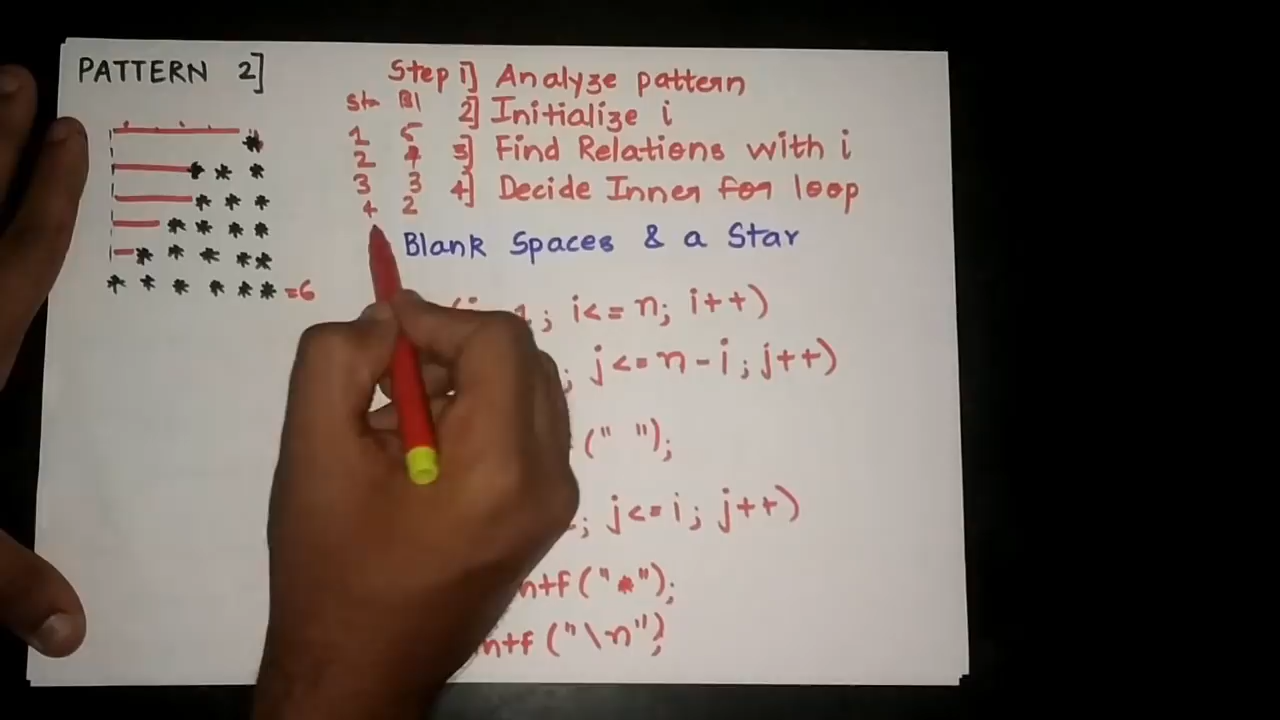 PATTERN 2]
Step 1] Analyze pattern
2] Initialize i
3] Find Relations with i
4] Decide Inner for loop
Sta Bl
1 5
2 4
3 3
4 2
Blank Spaces & a Star
=6
; i<=n; i++)
; j<=n-i; j++)
(" ");
; j<=i; j++)
ntf("*");
ntf("\n");